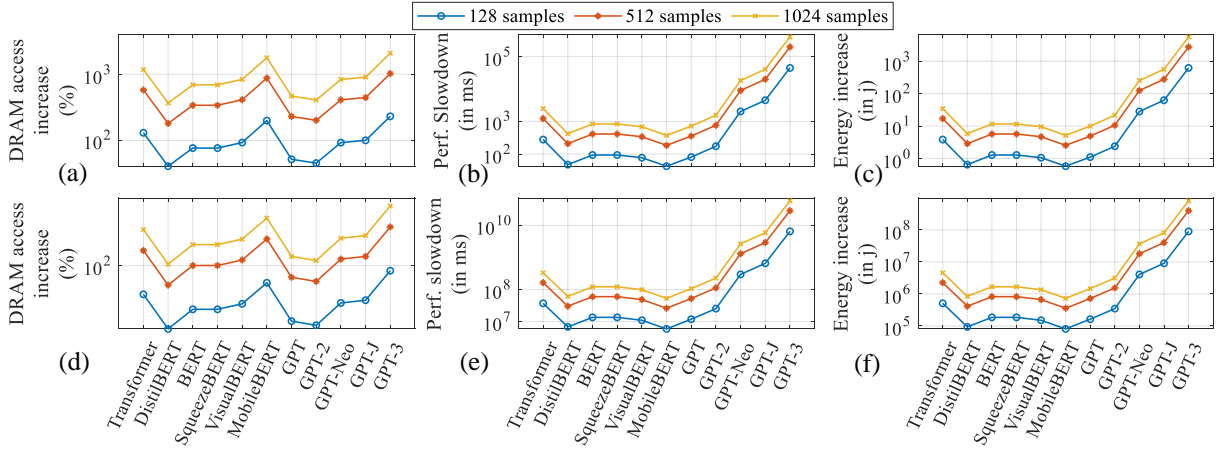 128 samples 512 samples 1024 samples
DRAM access
increase
(%)
10^3
10^2
(a)
Perf. Slowdown
(in ms)
10^5
10^3
10^2
(b)
Energy increase
(in j)
10^3
10^2
10^1
10^0
(c)
DRAM access
increase
(%)
10^2
(d)
Perf. slowdown
(in ms)
10^10
10^8
10^7
(e)
Energy increase
(in j)
10^8
10^7
10^6
10^5
(f)
Transformer
DistilBERT
BERT
SqueezeBERT
VisualBERT
MobileBERT
GPT
GPT-2
GPT-Neo
GPT-J
GPT-3
Transformer
DistilBERT
BERT
SqueezeBERT
VisualBERT
MobileBERT
GPT
GPT-2
GPT-Neo
GPT-J
GPT-3
Transformer
DistilBERT
BERT
SqueezeBERT
VisualBERT
MobileBERT
GPT
GPT-2
GPT-Neo
GPT-J
GPT-3